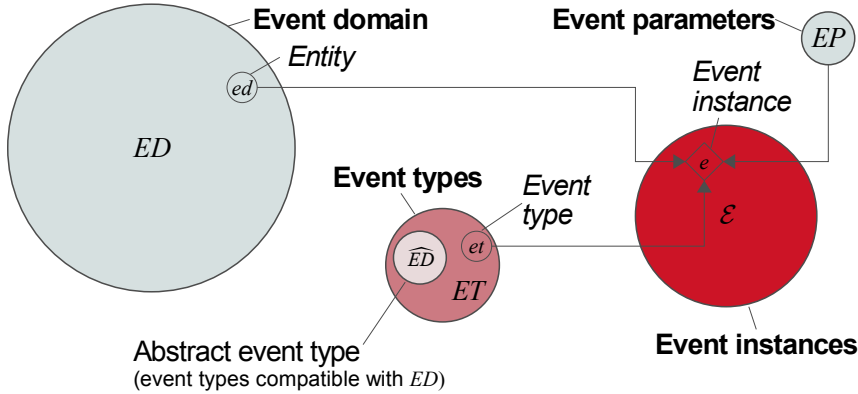 Event domain
Entity
ed
ED
Event parameters
EP
Event
instance
e
Event types
Event
type
et
ED
ET
ℰ
Abstract event type
(event types compatible with ED)
Event instances